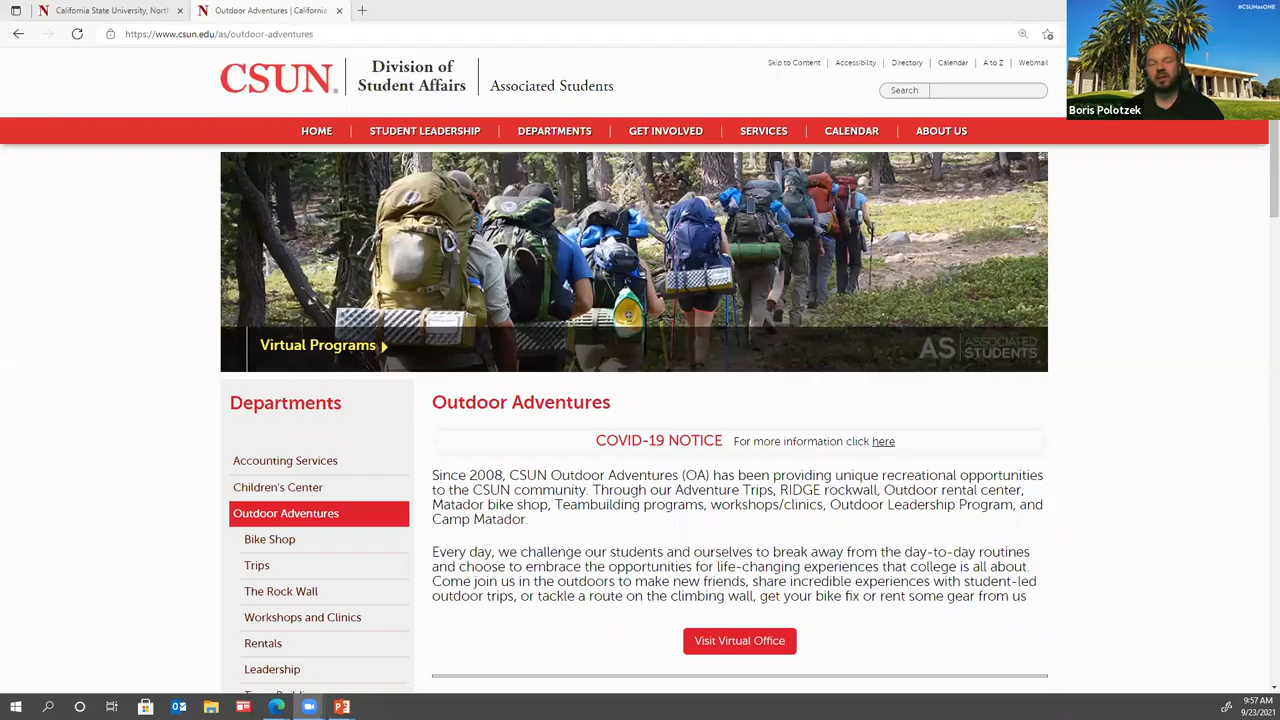 California State University, North
Outdoor Adventures | California
https://www.csun.edu/as/outdoor-adventures
#CSUNasONE
Boris Polotzek
CSUN
Division of
Student Affairs
Associated Students
Skip to Content
Accessibility
Directory
Calendar
A to Z
Webmail
Search
HOME
STUDENT LEADERSHIP
DEPARTMENTS
GET INVOLVED
SERVICES
CALENDAR
ABOUT US
Virtual Programs
AS ASSOCIATED
STUDENTS
Departments
Accounting Services
Children's Center
Outdoor Adventures
Bike Shop
Trips
The Rock Wall
Workshops and Clinics
Rentals
Leadership
Outdoor Adventures
COVID-19 NOTICE For more information click here
Since 2008, CSUN Outdoor Adventures (OA) has been providing unique recreational opportunities
to the CSUN community. Through our Adventure Trips, RIDGE rockwall, Outdoor rental center,
Matador bike shop, Teambuilding programs, workshops/clinics, Outdoor Leadership Program, and
Camp Matador.
Every day, we challenge our students and ourselves to break away from the day-to-day routines
and choose to embrace the opportunities for life-changing experiences that college is all about.
Come join us in the outdoors to make new friends, share incredible experiences with student-led
outdoor trips, or tackle a route on the climbing wall, get your bike fix or rent some gear from us
Visit Virtual Office
9:57 AM
9/23/2021